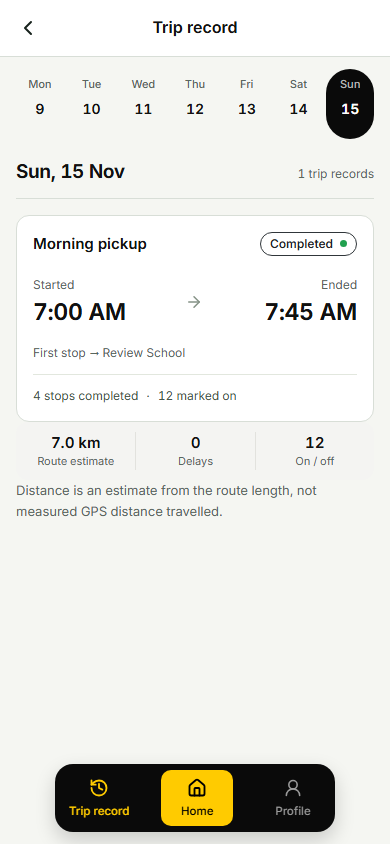 Trip record
Mon Tue Wed Thu Fri Sat Sun
9 10 11 12 13 14 15
Sun, 15 Nov 1 trip records
Morning pickup Completed
Started Ended
7:00 AM → 7:45 AM
First stop → Review School
4 stops completed · 12 marked on
7.0 km 0 12
Route estimate Delays On / off
Distance is an estimate from the route length, not
measured GPS distance travelled.
Trip record Home Profile